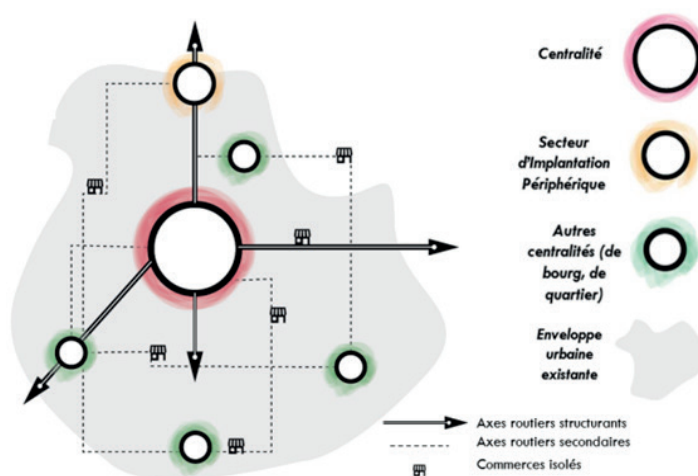 Centralité
Secteur
d'Implantation
Périphérique
Autres
centralités (de
bourg, de
quartier)
Enveloppe
urbaine
existante
Axes routiers structurants
Axes routiers secondaires
Commerces isolés